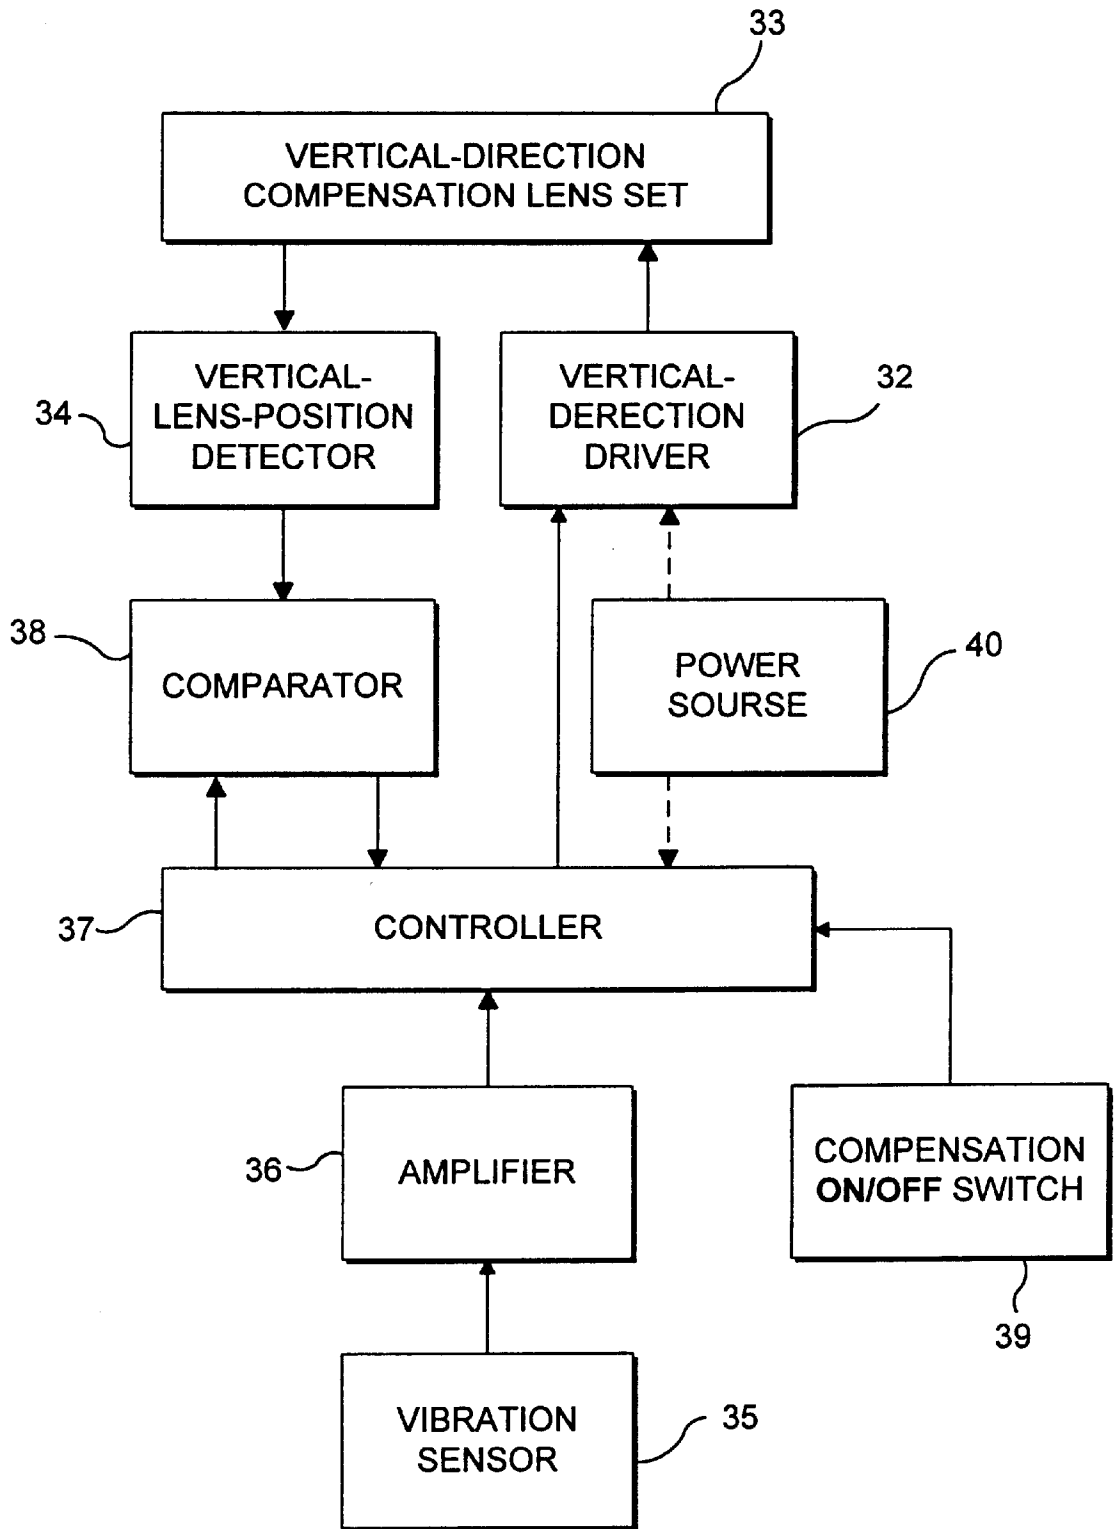 33
VERTICAL-DIRECTION
COMPENSATION LENS SET
34
VERTICAL-
LENS-POSITION
DETECTOR
VERTICAL-
DERECTION
DRIVER
32
38
COMPARATOR
POWER
SOURSE
40
37
CONTROLLER
36
AMPLIFIER
COMPENSATION
ON/OFF SWITCH
39
VIBRATION
SENSOR
35